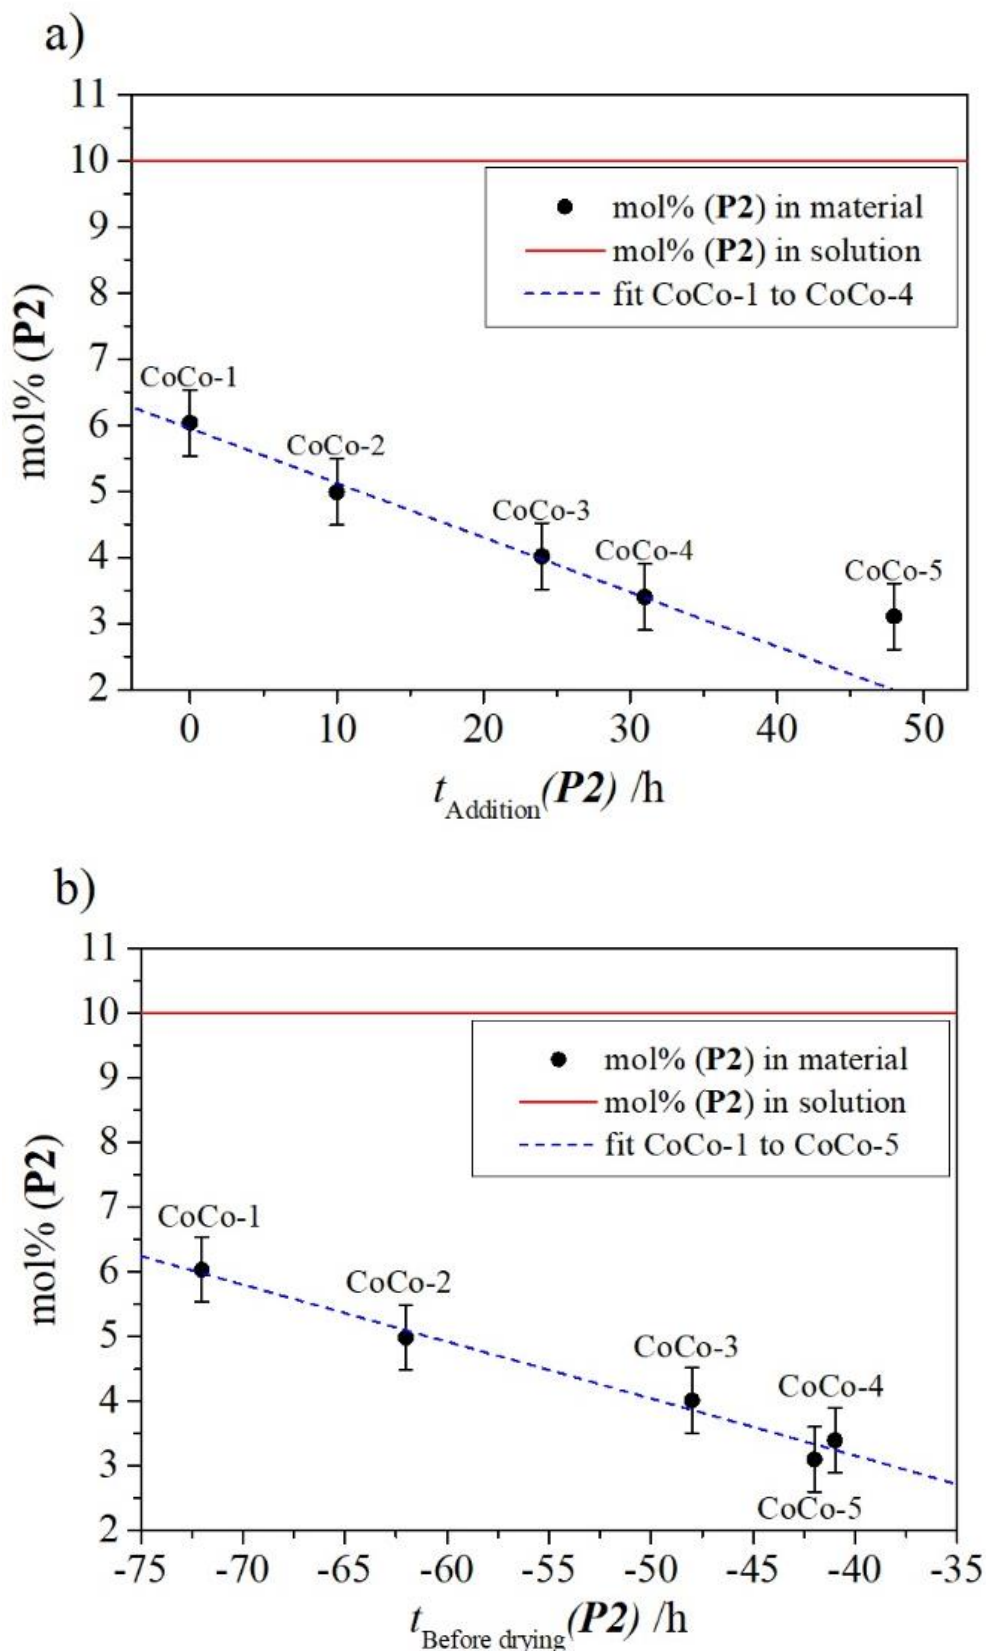 a)
11
10
9
8
7
6
5
4
3
2
mol% (P2)
mol% (P2) in material
mol% (P2) in solution
fit CoCo-1 to CoCo-4
CoCo-1
CoCo-2
CoCo-3
CoCo-4
CoCo-5
0 10 20 30 40 50
tAddition(P2) /h
b)
11
10
9
8
7
6
5
4
3
2
mol% (P2)
mol% (P2) in material
mol% (P2) in solution
fit CoCo-1 to CoCo-5
CoCo-1
CoCo-2
CoCo-3
CoCo-4
CoCo-5
-75 -70 -65 -60 -55 -50 -45 -40 -35
tBefore drying(P2) /h